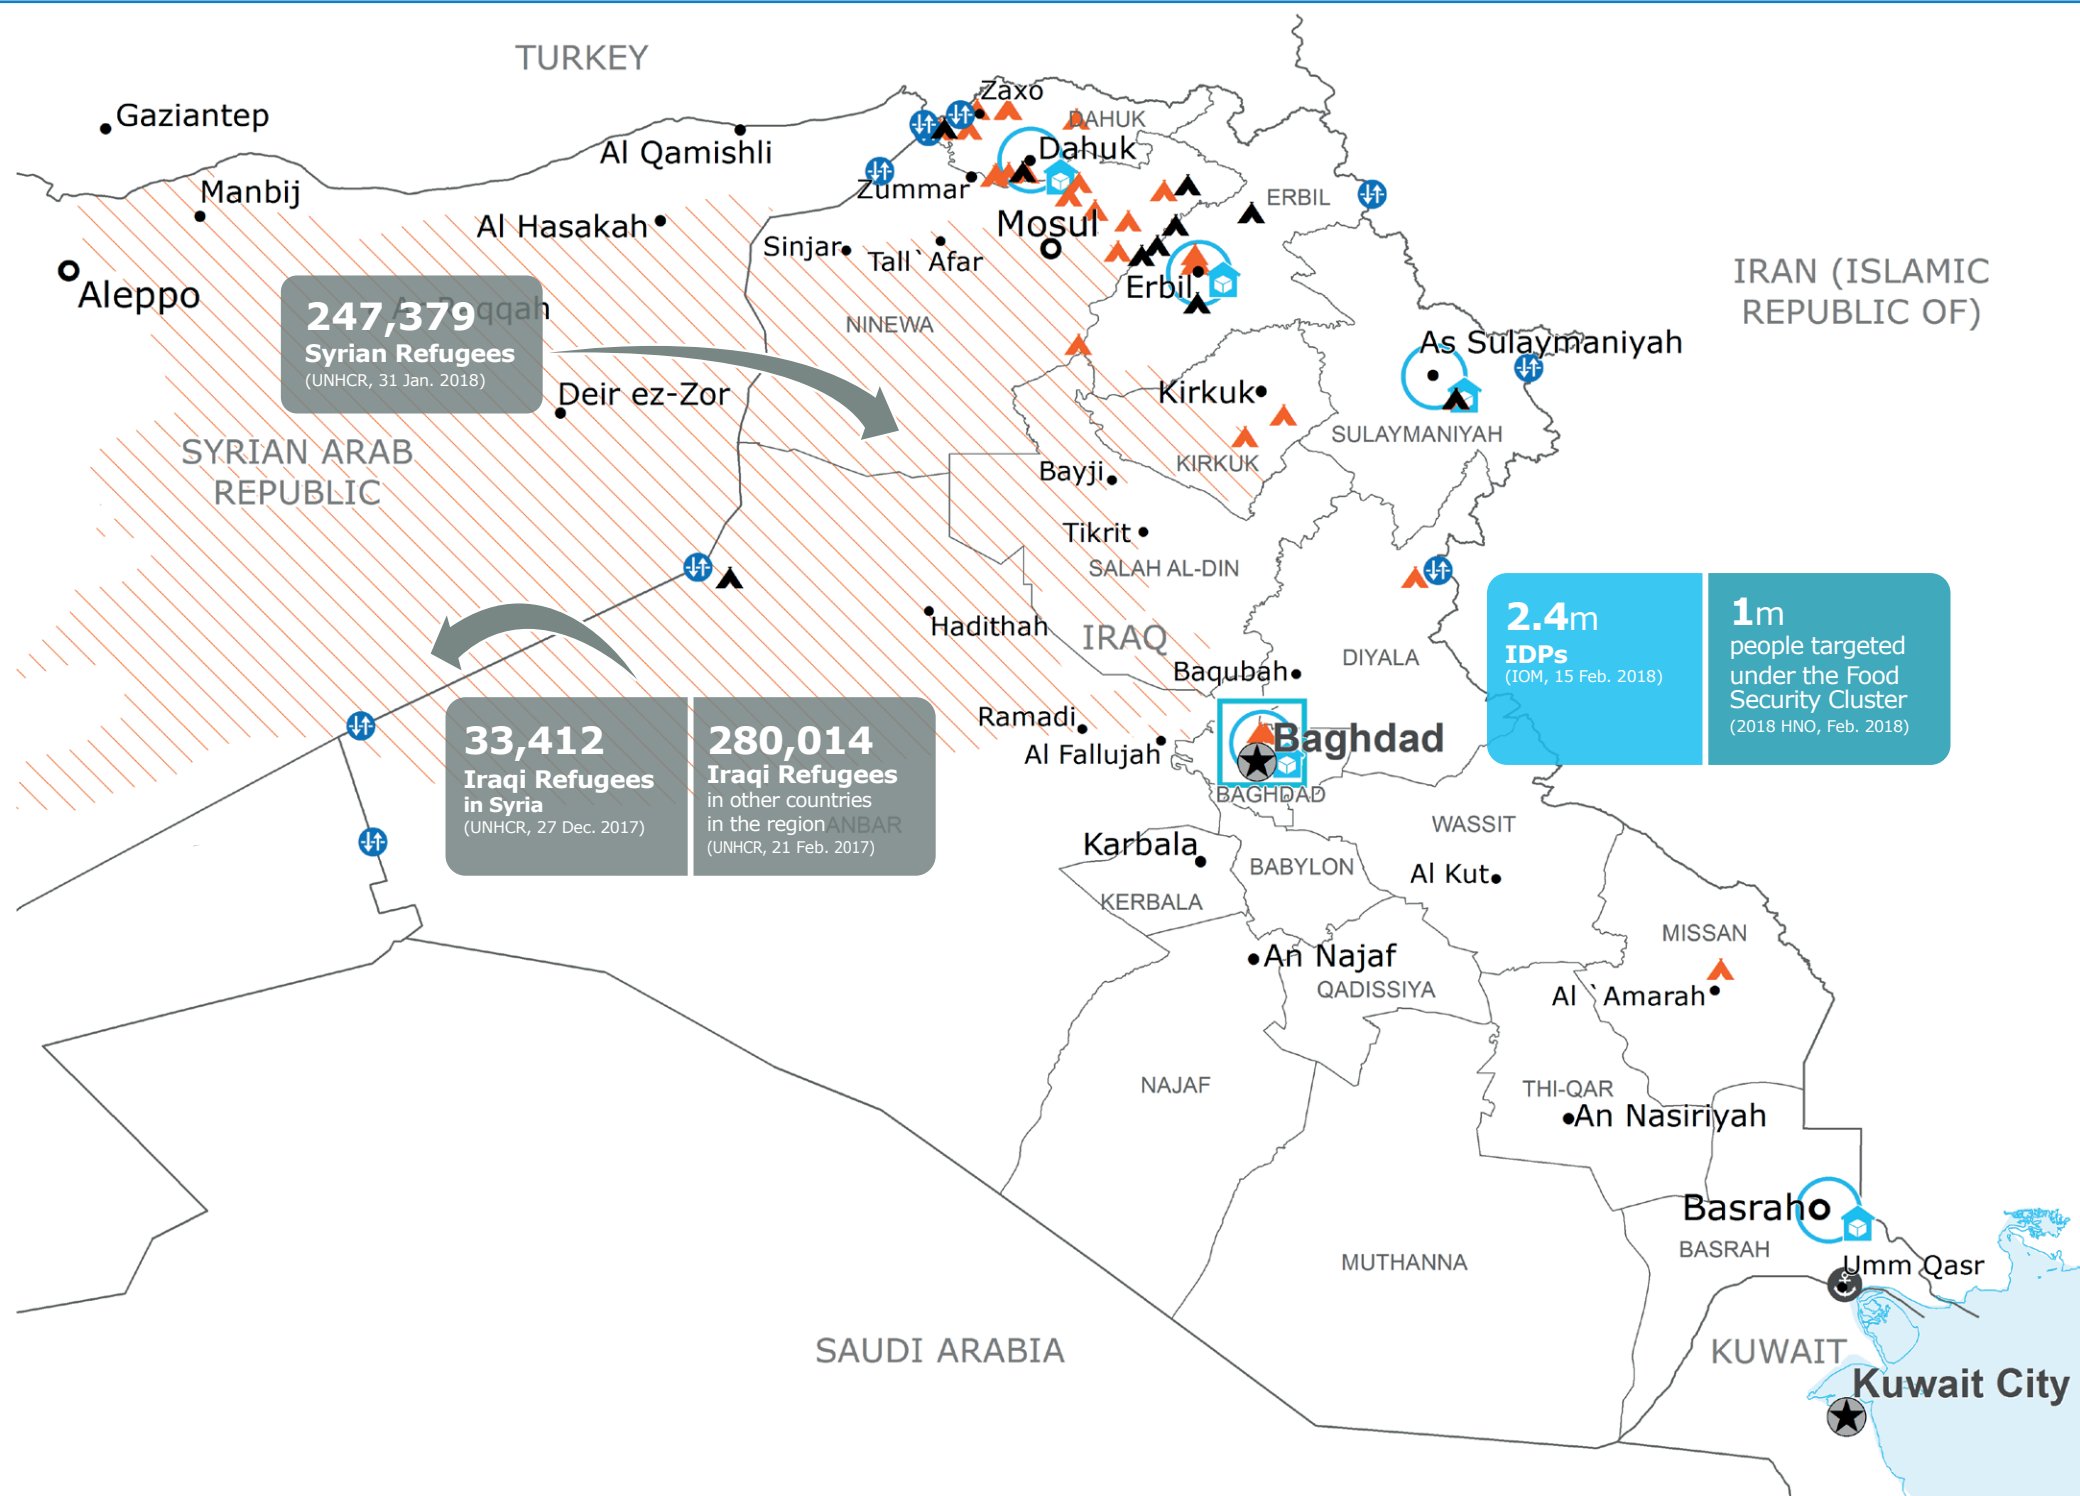 TURKEY
Zaxo
Gaziantep
DAHUK
Al Qamishli
Dahuk
Manbij
Zummar
ERBIL
Al Hasakah
Mosul
Sinjar
Tall`Afar
IRAN (ISLAMIC
REPUBLIC OF)
Aleppo
Erbil
Ar Raqqah
247,379
Syrian Refugees
(UNHCR, 31 Jan. 2018)
NINEWA
As Sulaymaniyah
Deir ez-Zor
Kirkuk
SYRIAN ARAB
REPUBLIC
SULAYMANIYAH
KIRKUK
Bayji
Tikrit
SALAH AL-DIN
Hadithah
IRAQ
DIYALA
Baqubah
2.4m
IDPs
(IOM, 15 Feb. 2018)
1m
people targeted
under the Food
Security Cluster
(2018 HNO, Feb. 2018)
33,412
Iraqi Refugees
in Syria
(UNHCR, 27 Dec. 2017)
280,014
Iraqi Refugees
in other countries
in the region
(UNHCR, 21 Feb. 2017)
ANBAR
Ramadi
Al Fallujah
Baghdad
BAGHDAD
WASSIT
Karbala
BABYLON
Al Kut
KERBALA
MISSAN
An Najaf
QADISSIYA
Al `Amarah
NAJAF
THI-QAR
An Nasiriyah
Basrah
BASRAH
MUTHANNA
Umm Qasr
SAUDI ARABIA
KUWAIT
Kuwait City